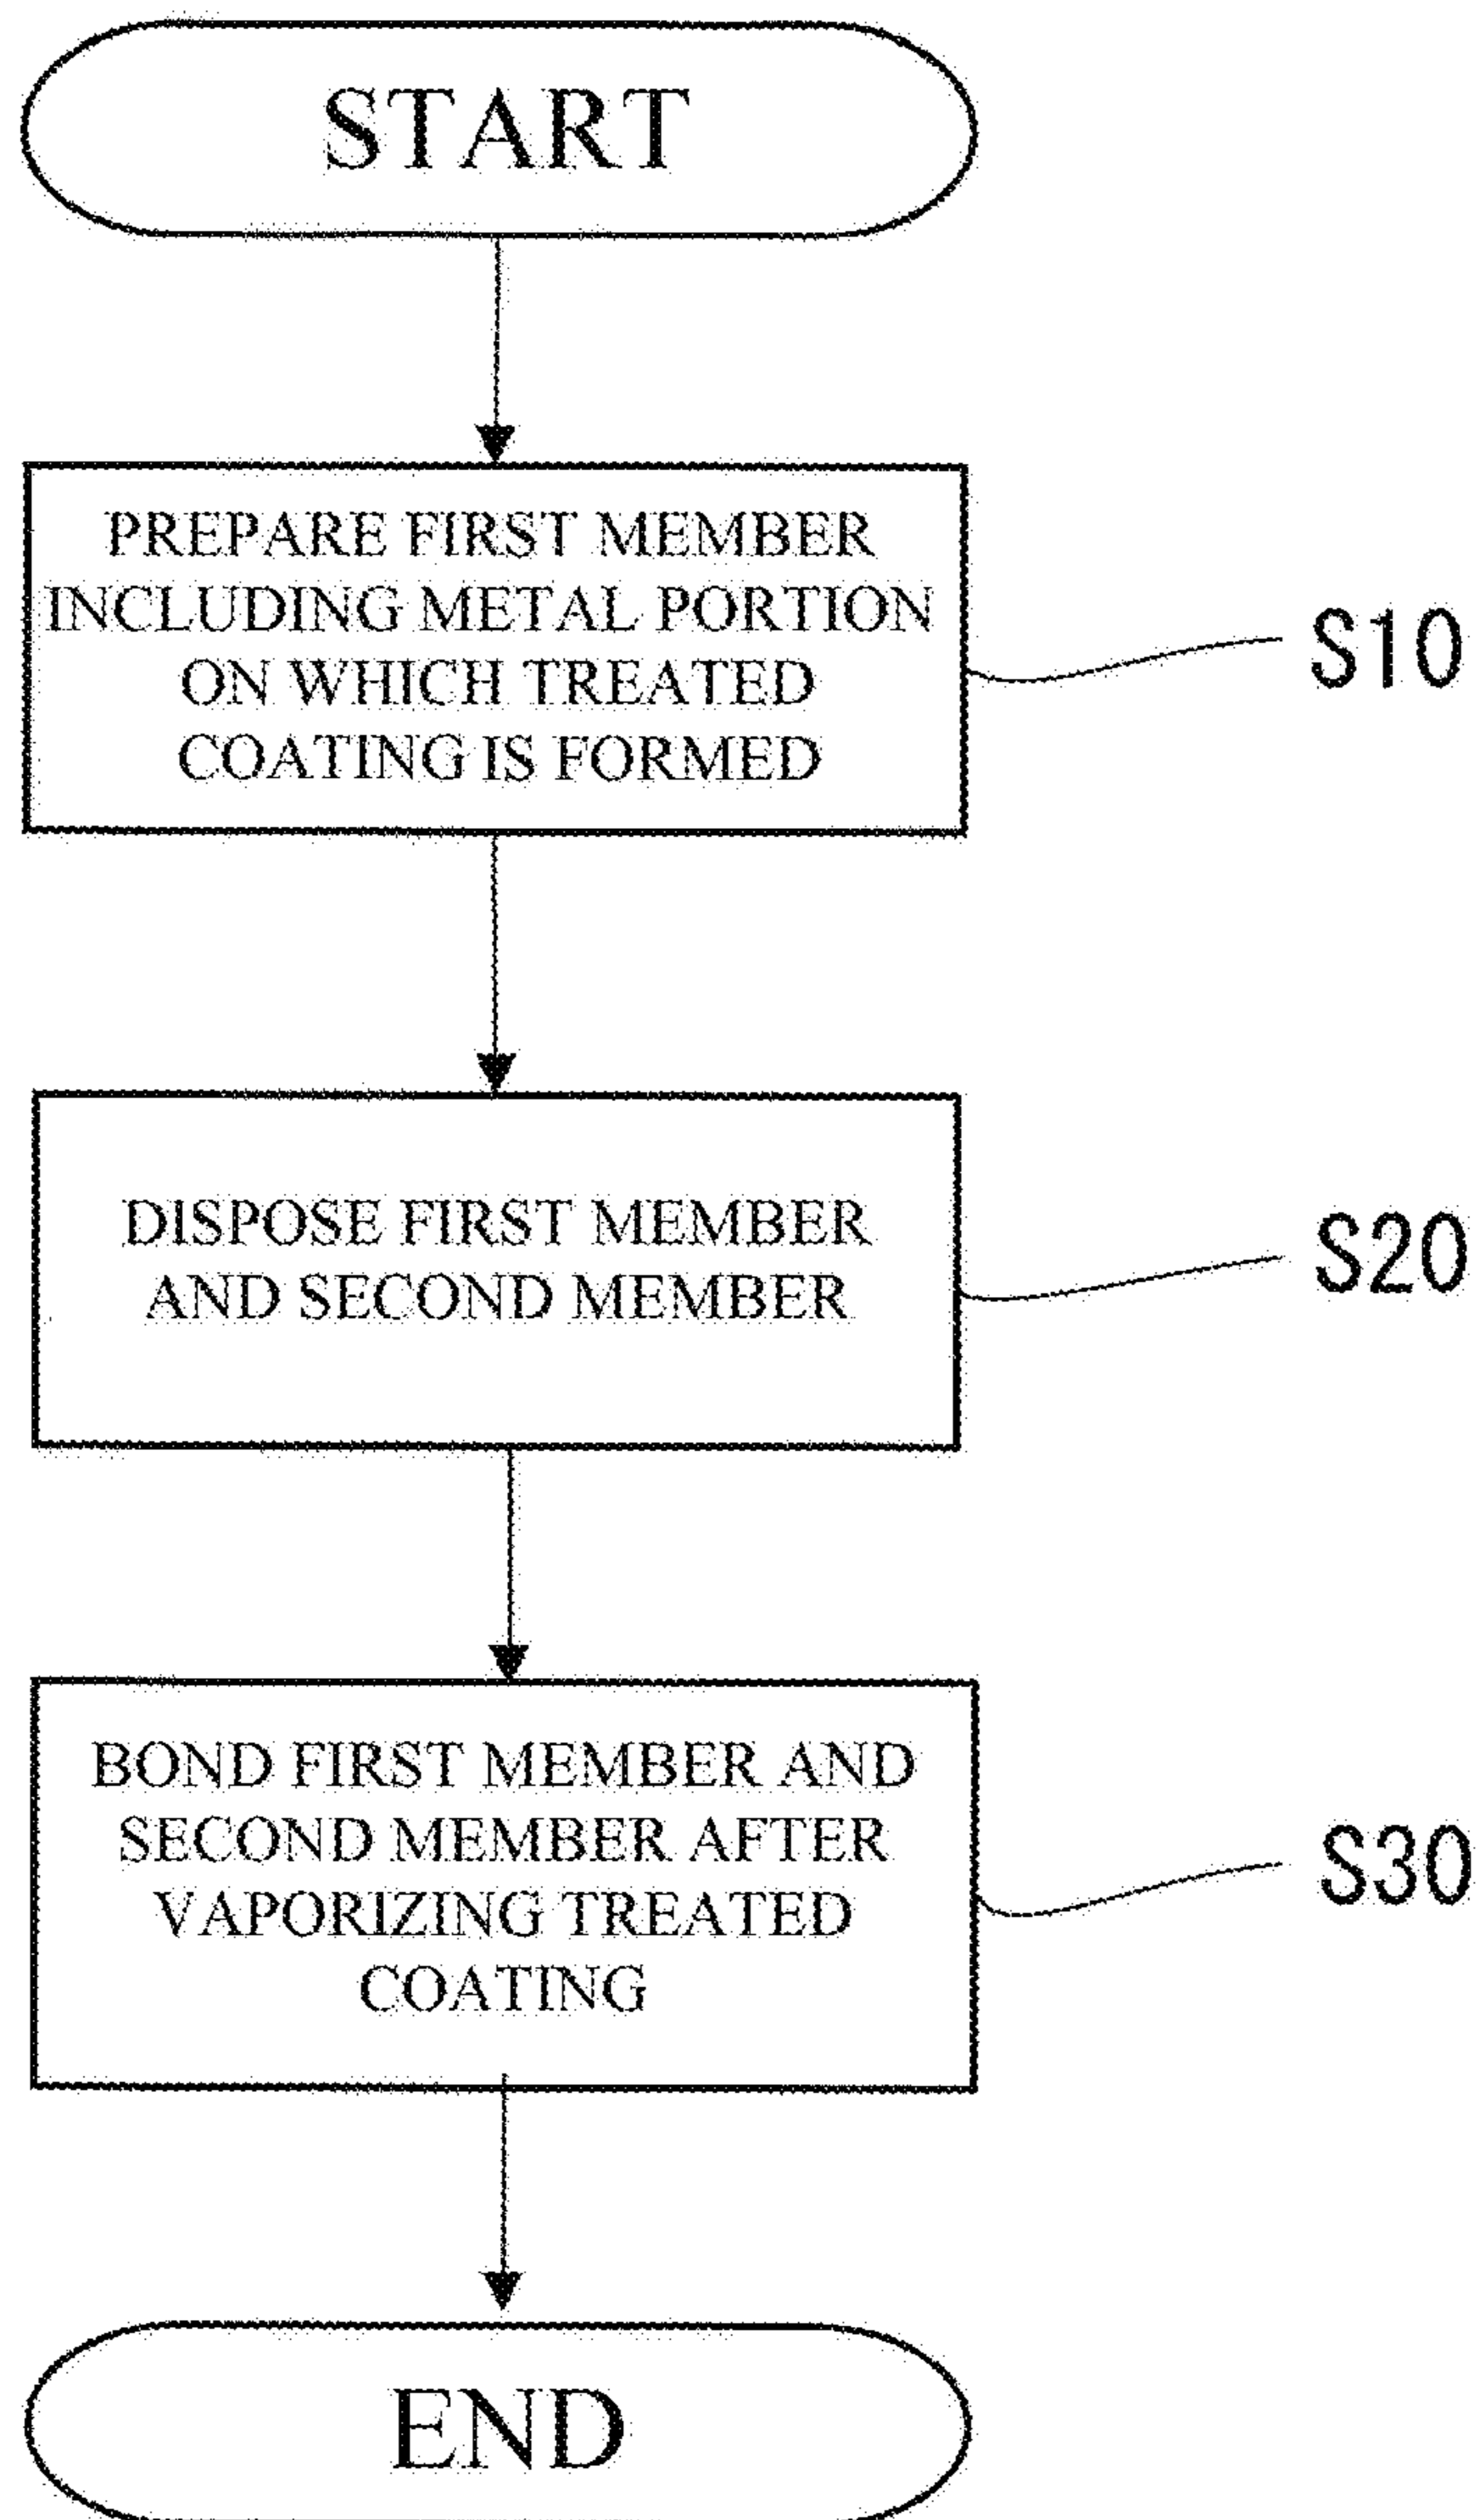 START
PREPARE FIRST MEMBER
INCLUDING METAL PORTION
ON WHICH TREATED
COATING IS FORMED
S10
DISPOSE FIRST MEMBER
AND SECOND MEMBER
S20
BOND FIRST MEMBER AND
SECOND MEMBER AFTER
VAPORIZING TREATED
COATING
S30
END